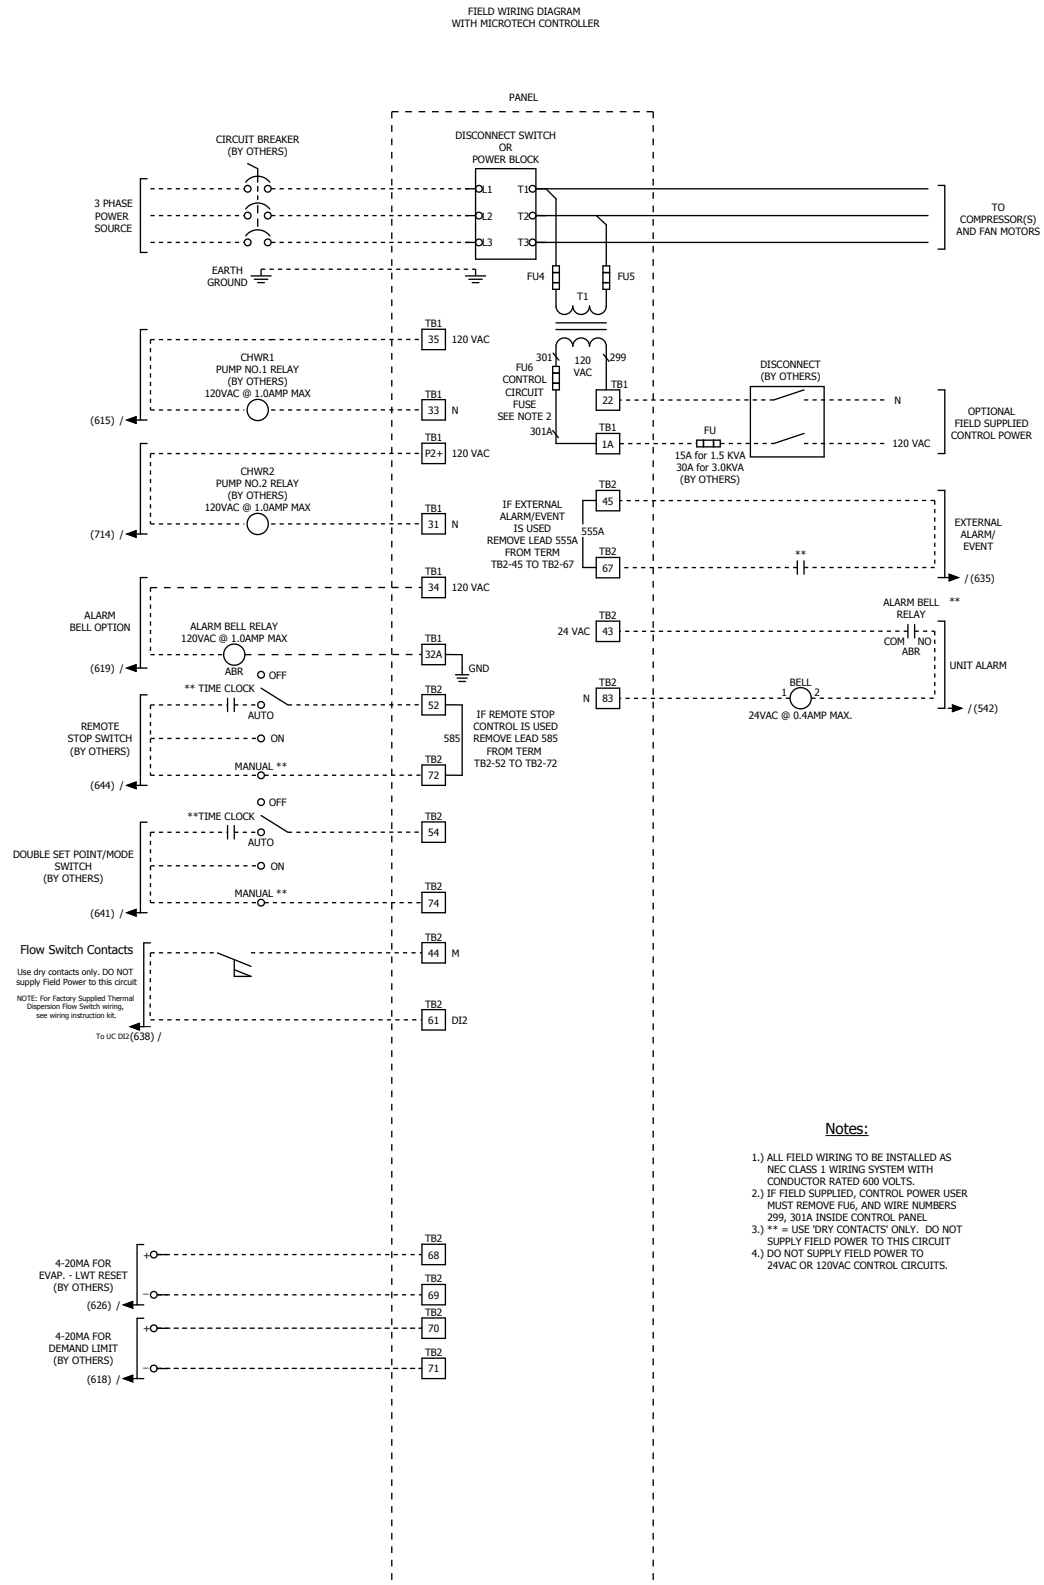 FIELD WIRING DIAGRAM
WITH MICROTECH CONTROLLER
PANEL
CIRCUIT BREAKER
(BY OTHERS)
DISCONNECT SWITCH
OR
POWER BLOCK
3 PHASE
POWER
SOURCE
L1
L2
L3
T1
T2
T3
TO
COMPRESSOR(S)
AND FAN MOTORS
EARTH
GROUND
FU4
FU5
T1
301
120
VAC
299
FU6
CONTROL
CIRCUIT
FUSE
SEE NOTE 2
301A
TB1
22
TB1
1A
DISCONNECT
(BY OTHERS)
N
120 VAC
FU
15A for 1.5 KVA
30A for 3.0KVA
(BY OTHERS)
OPTIONAL
FIELD SUPPLIED
CONTROL POWER
TB1
35 120 VAC
CHWR1
PUMP NO.1 RELAY
(BY OTHERS)
120VAC @ 1.0AMP MAX
TB1
33 N
(615) /
TB1
P2+ 120 VAC
CHWR2
PUMP NO.2 RELAY
(BY OTHERS)
120VAC @ 1.0AMP MAX
TB1
31 N
(714) /
IF EXTERNAL
ALARM/EVENT
IS USED
REMOVE LEAD 555A
FROM TERM
TB2-45 TO TB2-67
555A
TB2
45
TB2
67
**
EXTERNAL
ALARM/
EVENT
/ (635)
TB1
34 120 VAC
ALARM
BELL OPTION
ALARM BELL RELAY
120VAC @ 1.0AMP MAX
ABR
TB1
32A
GND
(619) /
24 VAC
TB2
43
ALARM BELL **
RELAY
COM NO
ABR
UNIT ALARM
N
TB2
83
BELL
1 2
24VAC @ 0.4AMP MAX.
/ (542)
OFF
** TIME CLOCK
AUTO
ON
MANUAL **
REMOTE
STOP SWITCH
(BY OTHERS)
(644) /
TB2
52
585
TB2
72
IF REMOTE STOP
CONTROL IS USED
REMOVE LEAD 585
FROM TERM
TB2-52 TO TB2-72
OFF
**TIME CLOCK
AUTO
ON
MANUAL **
DOUBLE SET POINT/MODE
SWITCH
(BY OTHERS)
(641) /
TB2
54
TB2
74
Flow Switch Contacts
Use dry contacts only. DO NOT
supply Field Power to this circuit
NOTE: For Factory Supplied Thermal
Dispersion Flow Switch wiring,
see wiring instruction kit.
To UC DI2(638) /
TB2
44 M
TB2
61 DI2
Notes:
1.) ALL FIELD WIRING TO BE INSTALLED AS
NEC CLASS 1 WIRING SYSTEM WITH
CONDUCTOR RATED 600 VOLTS.
2.) IF FIELD SUPPLIED, CONTROL POWER USER
MUST REMOVE FU6, AND WIRE NUMBERS
299, 301A INSIDE CONTROL PANEL
3.) ** = USE 'DRY CONTACTS' ONLY. DO NOT
SUPPLY FIELD POWER TO THIS CIRCUIT
4.) DO NOT SUPPLY FIELD POWER TO
24VAC OR 120VAC CONTROL CIRCUITS.
4-20MA FOR
EVAP. - LWT RESET
(BY OTHERS)
(626) /
+
−
TB2
68
TB2
69
4-20MA FOR
DEMAND LIMIT
(BY OTHERS)
(618) /
+
−
TB2
70
TB2
71